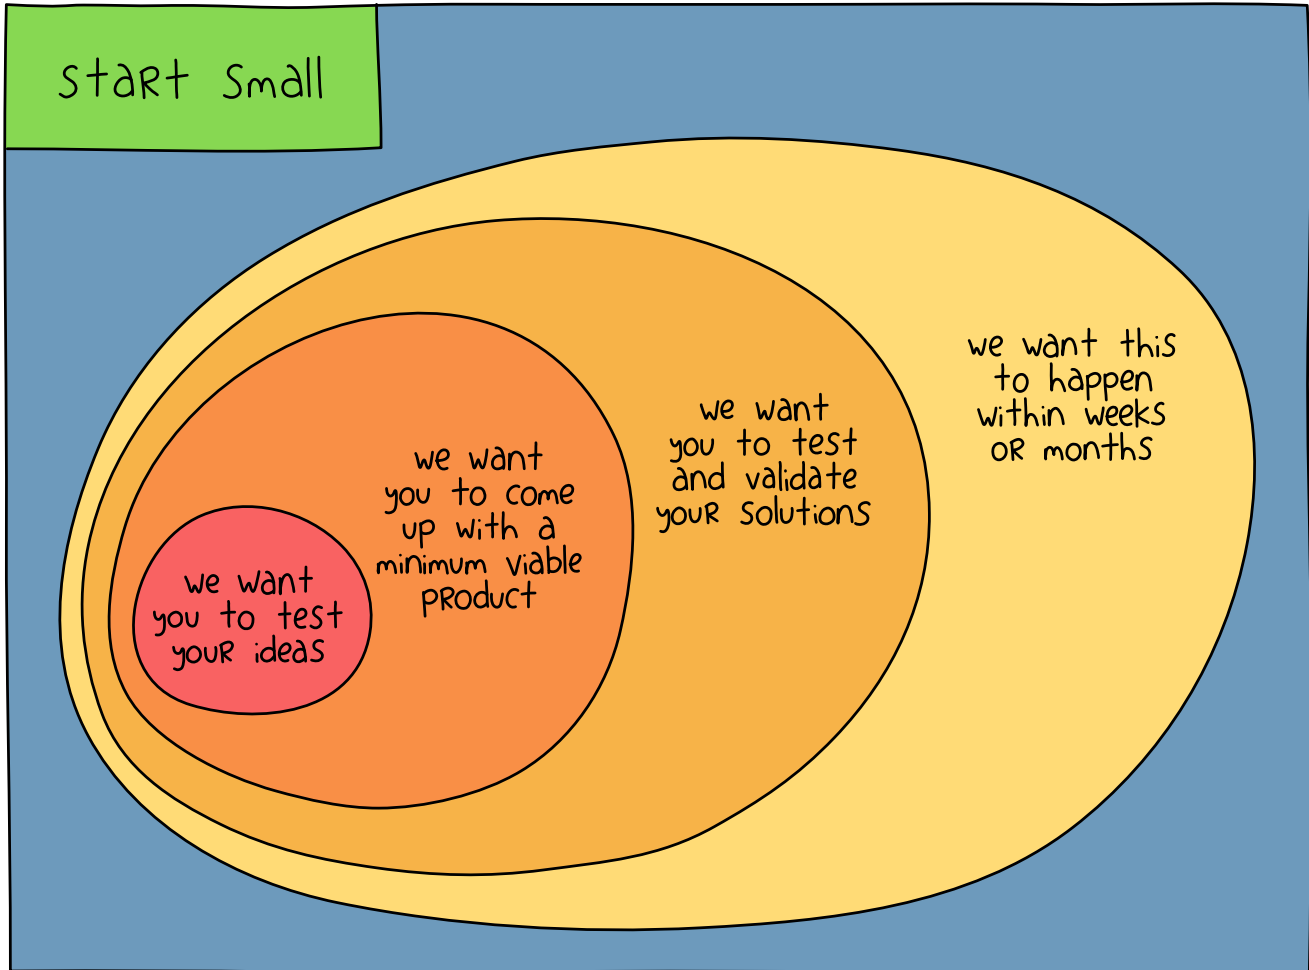 start small
we want this
to happen
within weeks
or months
we want
you to test
and validate
your solutions
we want
you to come
up with a
minimum viable
product
we want
you to test
your ideas